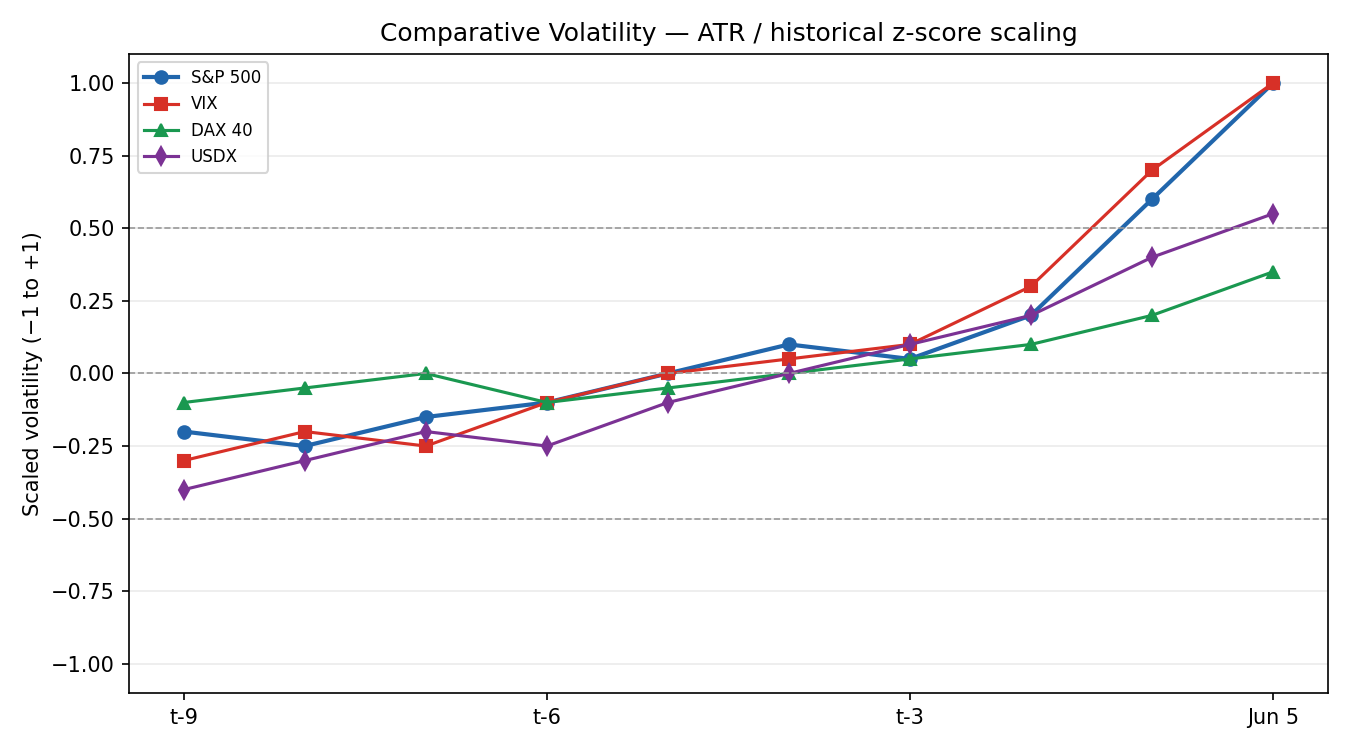 Comparative Volatility — ATR / historical z-score scaling
Scaled volatility (−1 to +1)
1.00
0.75
0.50
0.25
0.00
−0.25
−0.50
−0.75
−1.00
S&P 500
VIX
DAX 40
USDX
t-9
t-6
t-3
Jun 5